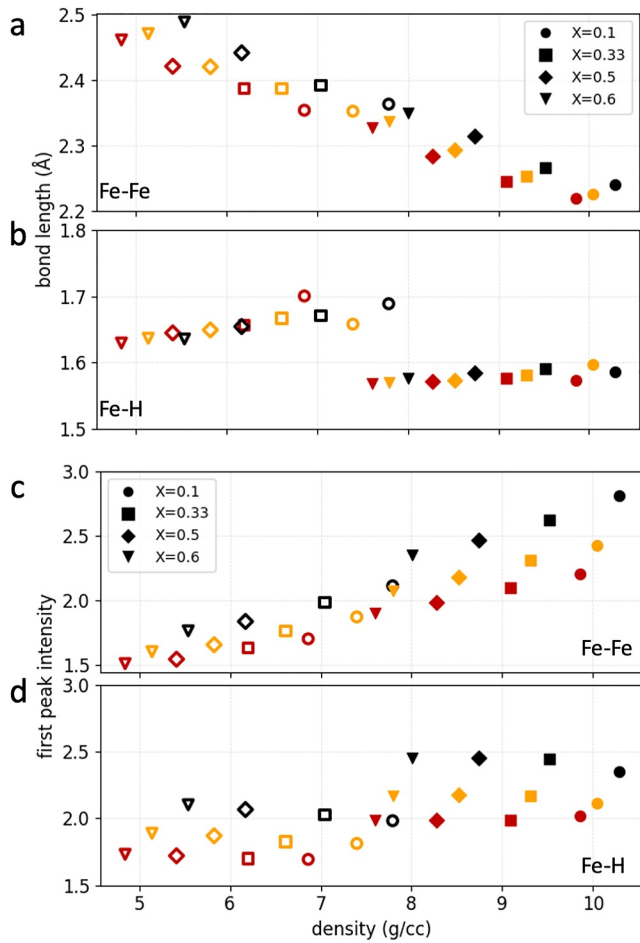 a
2.5
2.4
2.3
2.2
X=0.1
X=0.33
X=0.5
X=0.6
Fe-Fe
bond length (Å)
b
1.8
1.7
1.6
1.5
Fe-H
c
3.0
2.5
2.0
1.5
X=0.1
X=0.33
X=0.5
X=0.6
Fe-Fe
first peak intensity
d
3.0
2.5
2.0
1.5
Fe-H
5 6 7 8 9 10
density (g/cc)